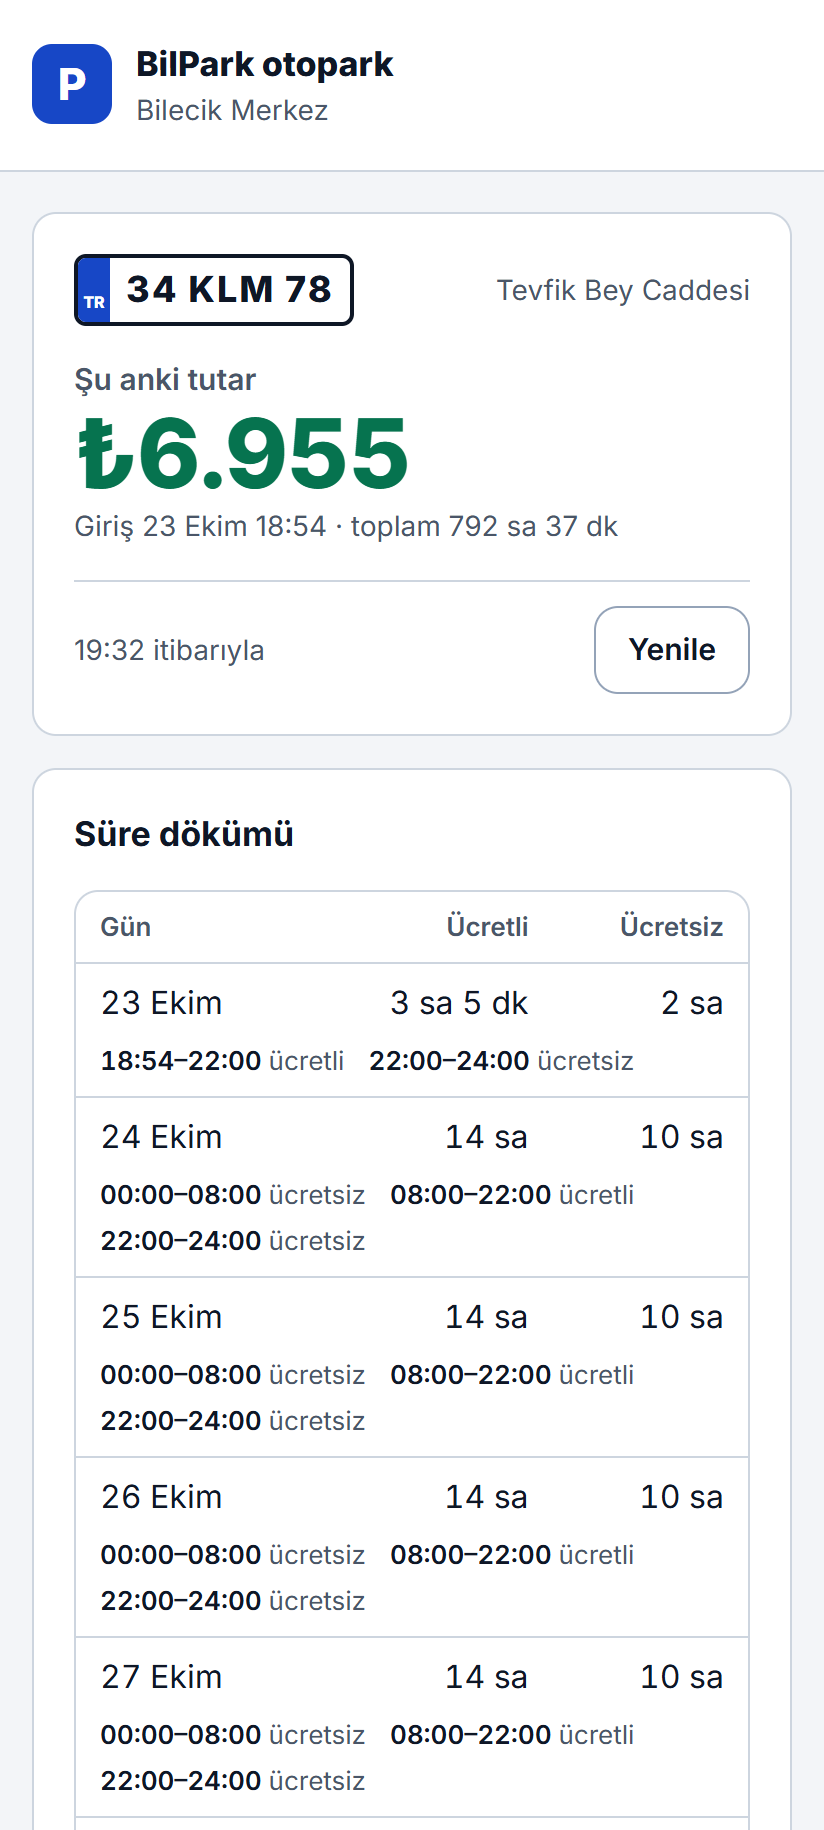 P
BilPark otopark
Bilecik Merkez
TR 34 KLM 78
Tevfik Bey Caddesi
Şu anki tutar
₺6.955
Giriş 23 Ekim 18:54 · toplam 792 sa 37 dk
19:32 itibarıyla
Yenile
Süre dökümü
Gün Ücretli Ücretsiz
23 Ekim 3 sa 5 dk 2 sa
18:54–22:00 ücretli 22:00–24:00 ücretsiz
24 Ekim 14 sa 10 sa
00:00–08:00 ücretsiz 08:00–22:00 ücretli
22:00–24:00 ücretsiz
25 Ekim 14 sa 10 sa
00:00–08:00 ücretsiz 08:00–22:00 ücretli
22:00–24:00 ücretsiz
26 Ekim 14 sa 10 sa
00:00–08:00 ücretsiz 08:00–22:00 ücretli
22:00–24:00 ücretsiz
27 Ekim 14 sa 10 sa
00:00–08:00 ücretsiz 08:00–22:00 ücretli
22:00–24:00 ücretsiz